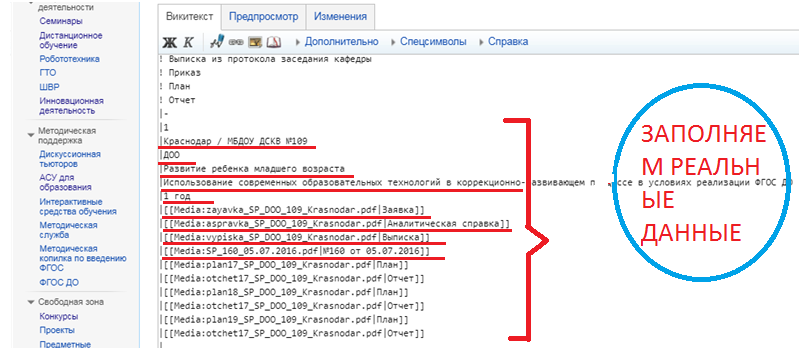 деятельности
Семинары
Дистанционное
обучение
Робототехника
ГТО
ШВР
Инновационная
деятельность
Методическая
поддержка
Дискуссионная
тьюторов
АСУ для
образования
Интерактивные
средства обучения
Методическая
служба
Методическая
копилка по введению
ФГОС
ФГОС ДО
Свободная зона
Конкурсы
Проекты
Предметные
Викитекст Предпросмотр Изменения
Ж К Дополнительно Спецсимволы Справка
! Выписка из протокола заседания кафедры
! Приказ
! План
! Отчет
|-
|1
|Краснодар / МБДОУ ДСКВ №109
|ДОО
|Развитие ребенка младшего возраста
|Использование современных образовательных технологий в коррекционно-развивающем п ссе в условиях реализации ФГОС ДО
|1 год
|[[Media:zayavka_SP_DOO_109_Krasnodar.pdf|Заявка]]
|[[Media:aspravka_SP_DOO_109_Krasnodar.pdf|Аналитическая справка]]
|[[Media:vypiska_SP_DOO_109_Krasnodar.pdf|Выписка]]
|[[Media:SP_160_05.07.2016.pdf|№160 от 05.07.2016]]
|[[Media:plan17_SP_DOO_109_Krasnodar.pdf|План]]
|[[Media:otchet17_SP_DOO_109_Krasnodar.pdf|Отчет]]
|[[Media:plan18_SP_DOO_109_Krasnodar.pdf|План]]
|[[Media:otchet17_SP_DOO_109_Krasnodar.pdf|Отчет]]
|[[Media:plan19_SP_DOO_109_Krasnodar.pdf|План]]
|[[Media:otchet17_SP_DOO_109_Krasnodar.pdf|Отчет]]
ЗАПОЛНЯЕ
М РЕАЛЬН
ЫЕ
ДАННЫЕ